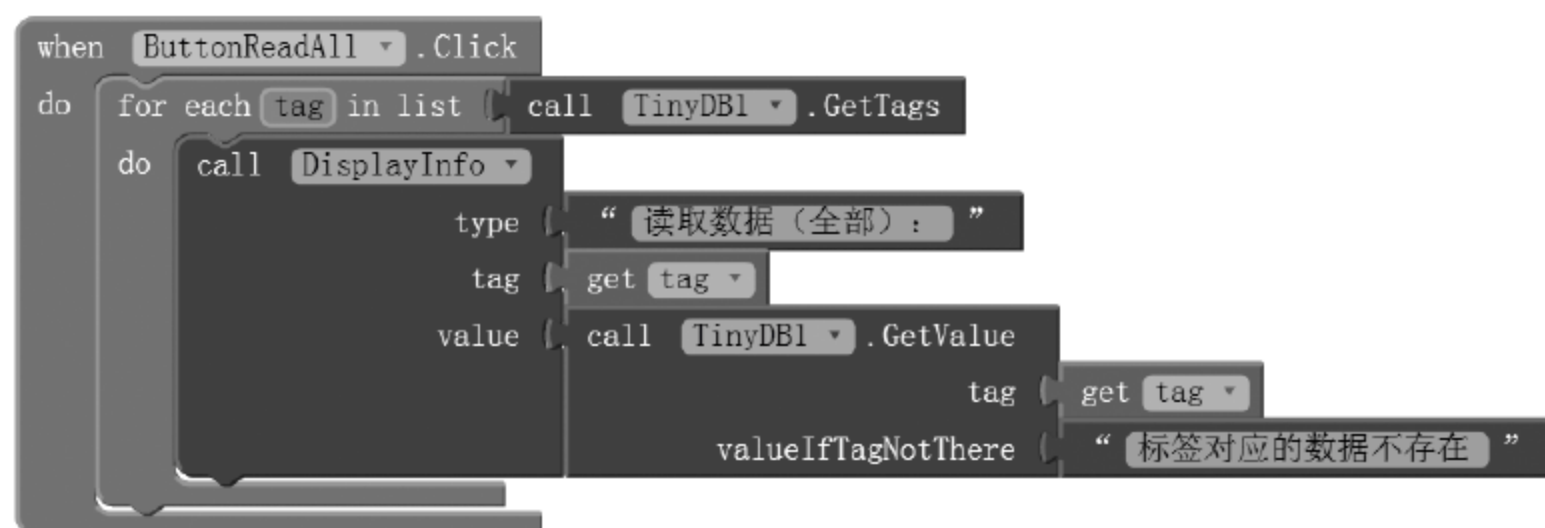 when ButtonReadAll .Click
do for each tag in list call TinyDB1 .GetTags
do call DisplayInfo
type “ 读取数据（全部）： ”
tag get tag
value call TinyDB1 .GetValue
tag get tag
valueIfTagNotThere “ 标签对应的数据不存在 ”